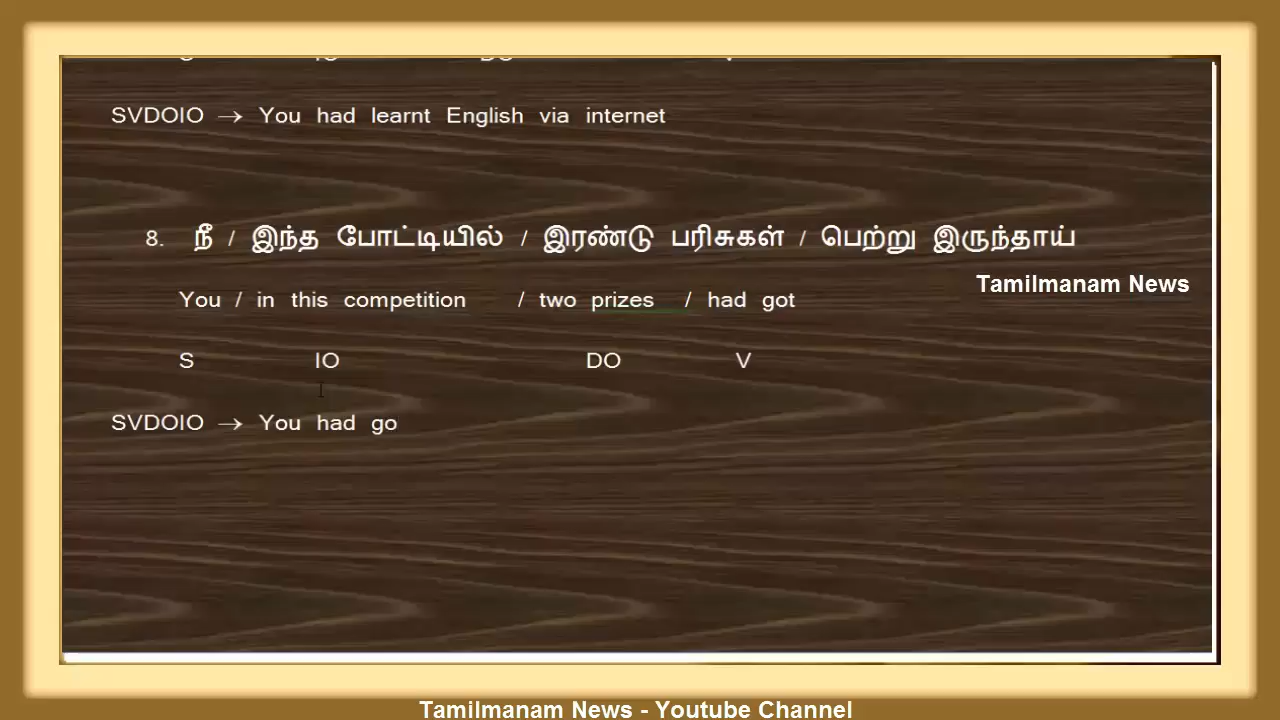 SVDOIO → You had learnt English via internet
8. நீ / இந்த போட்டியில் / இரண்டு பரிசுகள் / பெற்று இருந்தாய்
Tamilmanam News
You / in this competition / two prizes / had got
S IO DO V
SVDOIO → You had go
Tamilmanam News - Youtube Channel